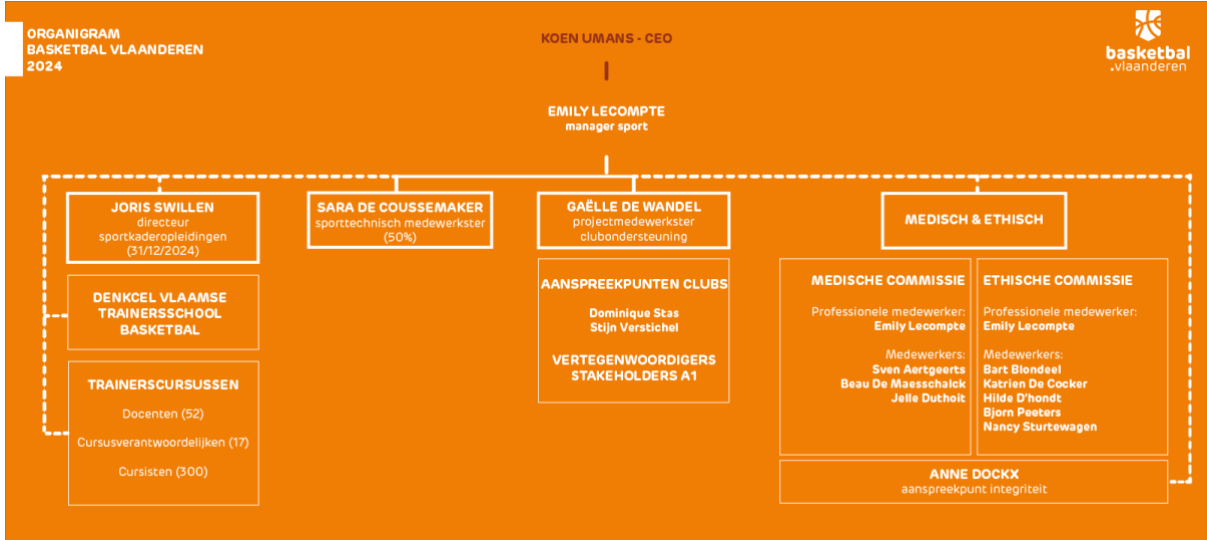 ORGANIGRAM
BASKETBAL VLAANDEREN
2024
KOEN UMANS - CEO
basketbal
.vlaanderen
EMILY LECOMPTE
manager sport
JORIS SWILLEN
directeur
sportkaderopleidingen
(31/12/2024)
SARA DE COUSSEMAKER
sporttechnisch medewerkster
(50%)
GAËLLE DE WANDEL
projectmedewerkster
clubondersteuning
MEDISCH & ETHISCH
DENKCEL VLAAMSE
TRAINERSSCHOOL
BASKETBAL
TRAINERSCURSUSSEN
Docenten (52)
Cursusverantwoordelijken (17)
Cursisten (300)
AANSPREEKPUNTEN CLUBS
Dominique Stas
Stijn Verstichel
VERTEGENWOORDIGERS
STAKEHOLDERS A1
MEDISCHE COMMISSIE
Professionele medewerker:
Emily Lecompte
Medewerkers:
Sven Aertgeerts
Beau De Maesschalck
Jelle Duthoit
ETHISCHE COMMISSIE
Professionele medewerker:
Emily Lecompte
Medewerkers:
Bart Blondeel
Katrien De Cocker
Hilde D'hondt
Bjorn Peeters
Nancy Sturtewagen
ANNE DOCKX
aanspreekpunt integriteit